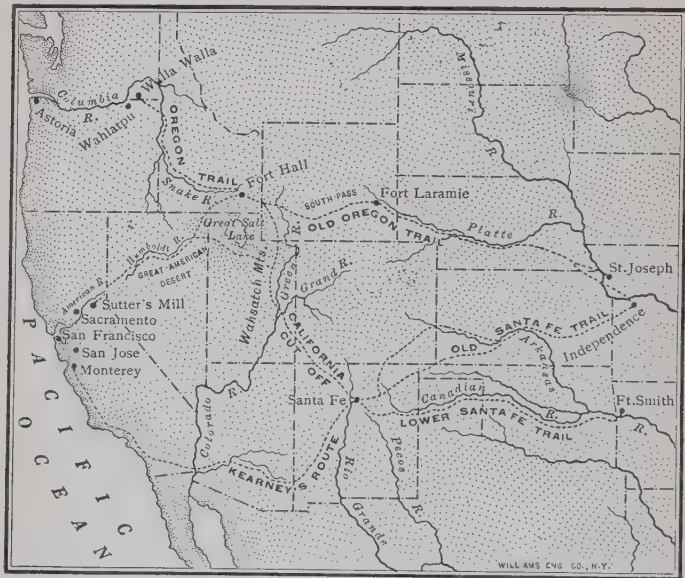 Missouri
R.
Columbia
R.
Walla Walla
Astoria
Wahlatpu
OREGON
TRAIL
Snake R.
Fort Hall
SOUTH-PASS
Fort Laramie
OLD OREGON TRAIL
Platte
R.
Great Salt
Lake
Humboldt R.
GREAT AMERICAN
DESERT
American R.
Wahsatch Mts.
Green
R.
Grand R.
St. Joseph
Independence
Sutter's Mill
Sacramento
San Francisco
San Jose
Monterey
PACIFIC
OCEAN
CALIFORNIA
CUT OFF
OLD
SANTA FE TRAIL
Arkansas
R.
Colorado
R.
Santa Fe
Canadian
R.
LOWER SANTA FE TRAIL
Ft. Smith
KEARNEY'S ROUTE
Rio
Grande
Pecos
R.
WILLIAMS ENG CO., N.Y.